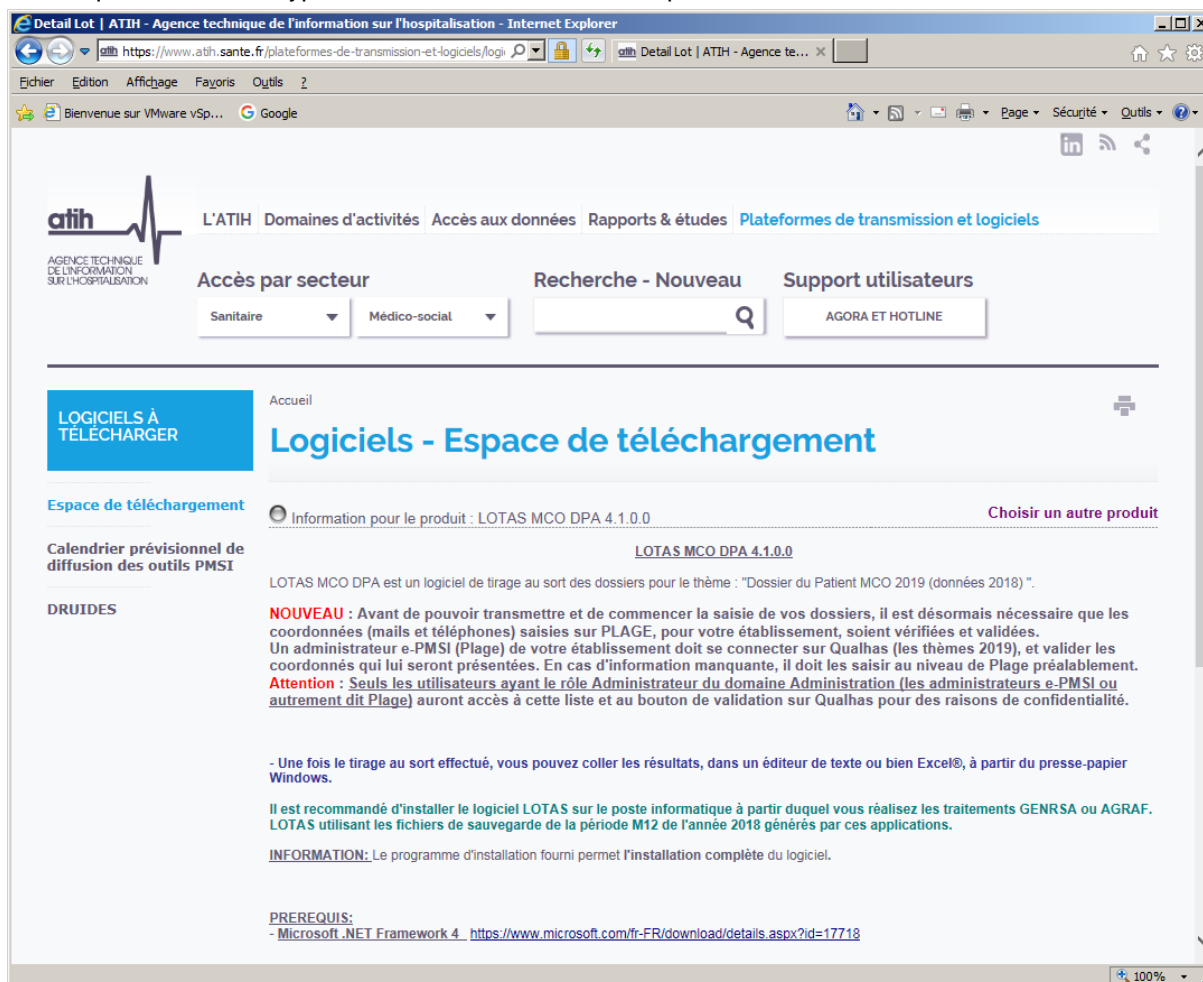 Detail Lot | ATIH - Agence technique de l'information sur l'hospitalisation - Internet Explorer
https://www.atih.sante.fr/plateformes-de-transmission-et-logiciels/logi
Detail Lot | ATIH - Agence te...
Fichier Edition Affichage Favoris Outils ?
Bienvenue sur VMware vSp... Google Page Sécurité Outils
in
atih
AGENCE TECHNIQUE
DE L'INFORMATION
SUR L'HOSPITALISATION
L'ATIH Domaines d'activités Accès aux données Rapports & études Plateformes de transmission et logiciels
Accès par secteur Recherche - Nouveau Support utilisateurs
Sanitaire Médico-social AGORA ET HOTLINE
LOGICIELS À
TÉLÉCHARGER
Espace de téléchargement
Calendrier prévisionnel de
diffusion des outils PMSI
DRUIDES
Accueil
Logiciels - Espace de téléchargement
Information pour le produit : LOTAS MCO DPA 4.1.0.0 Choisir un autre produit
LOTAS MCO DPA 4.1.0.0
LOTAS MCO DPA est un logiciel de tirage au sort des dossiers pour le thème : "Dossier du Patient MCO 2019 (données 2018) ".
NOUVEAU : Avant de pouvoir transmettre et de commencer la saisie de vos dossiers, il est désormais nécessaire que les
coordonnées (mails et téléphones) saisies sur PLAGE, pour votre établissement, soient vérifiées et validées.
Un administrateur e-PMSI (Plage) de votre établissement doit se connecter sur Qualhas (les thèmes 2019), et valider les
coordonnés qui lui seront présentées. En cas d'information manquante, il doit les saisir au niveau de Plage préalablement.
Attention : Seuls les utilisateurs ayant le rôle Administrateur du domaine Administration (les administrateurs e-PMSI ou
autrement dit Plage) auront accès à cette liste et au bouton de validation sur Qualhas pour des raisons de confidentialité.
- Une fois le tirage au sort effectué, vous pouvez coller les résultats, dans un éditeur de texte ou bien Excel®, à partir du presse-papier
Windows.
Il est recommandé d'installer le logiciel LOTAS sur le poste informatique à partir duquel vous réalisez les traitements GENRSA ou AGRAF.
LOTAS utilisant les fichiers de sauvegarde de la période M12 de l'année 2018 générés par ces applications.
INFORMATION: Le programme d'installation fourni permet l'installation complète du logiciel.
PREREQUIS:
- Microsoft .NET Framework 4 https://www.microsoft.com/fr-FR/download/details.aspx?id=17718
100%